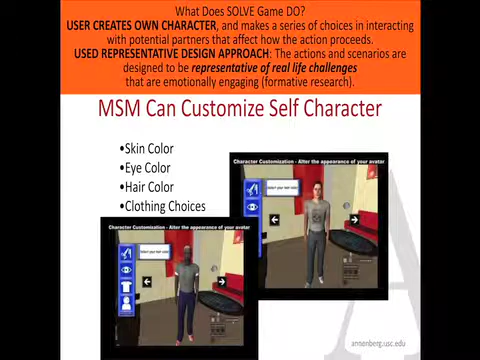 What Does SOLVE Game DO?
USER CREATES OWN CHARACTER, and makes a series of choices in interacting
with potential partners that affect how the action proceeds.
USED REPRESENTATIVE DESIGN APPROACH: The actions and scenarios are
designed to be representative of real life challenges
that are emotionally engaging (formative research).
MSM Can Customize Self Character
•Skin Color
•Eye Color
•Hair Color
•Clothing Choices
Character Customization - Alter the appearance of your avatar
Select your hair color
Character Customization - Alter the appearance of your avatar
Select your skin color
A
annenberg.usc.edu